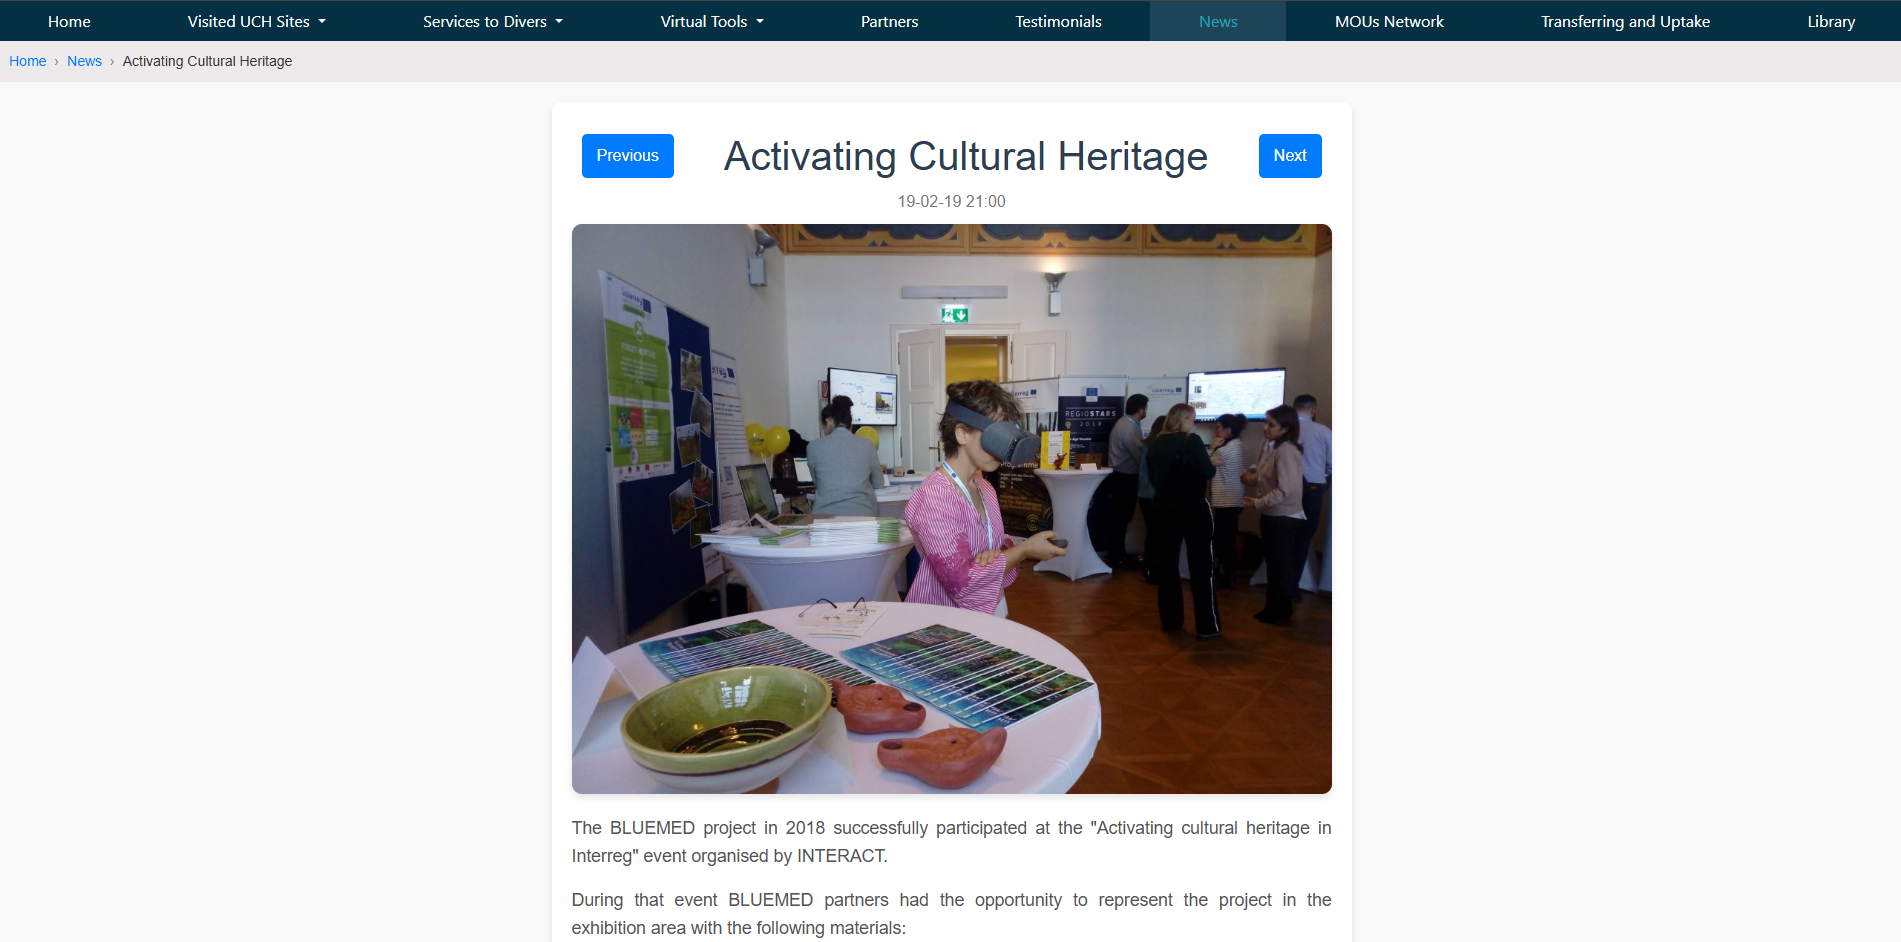 Home Visited UCH Sites Services to Divers Virtual Tools Partners Testimonials News MOUs Network Transferring and Uptake Library
Home › News › Activating Cultural Heritage
Previous
Activating Cultural Heritage
Next
19-02-19 21:00
REGIOSTARS
2018
The BLUEMED project in 2018 successfully participated at the "Activating cultural heritage in
Interreg" event organised by INTERACT.
During that event BLUEMED partners had the opportunity to represent the project in the
exhibition area with the following materials: